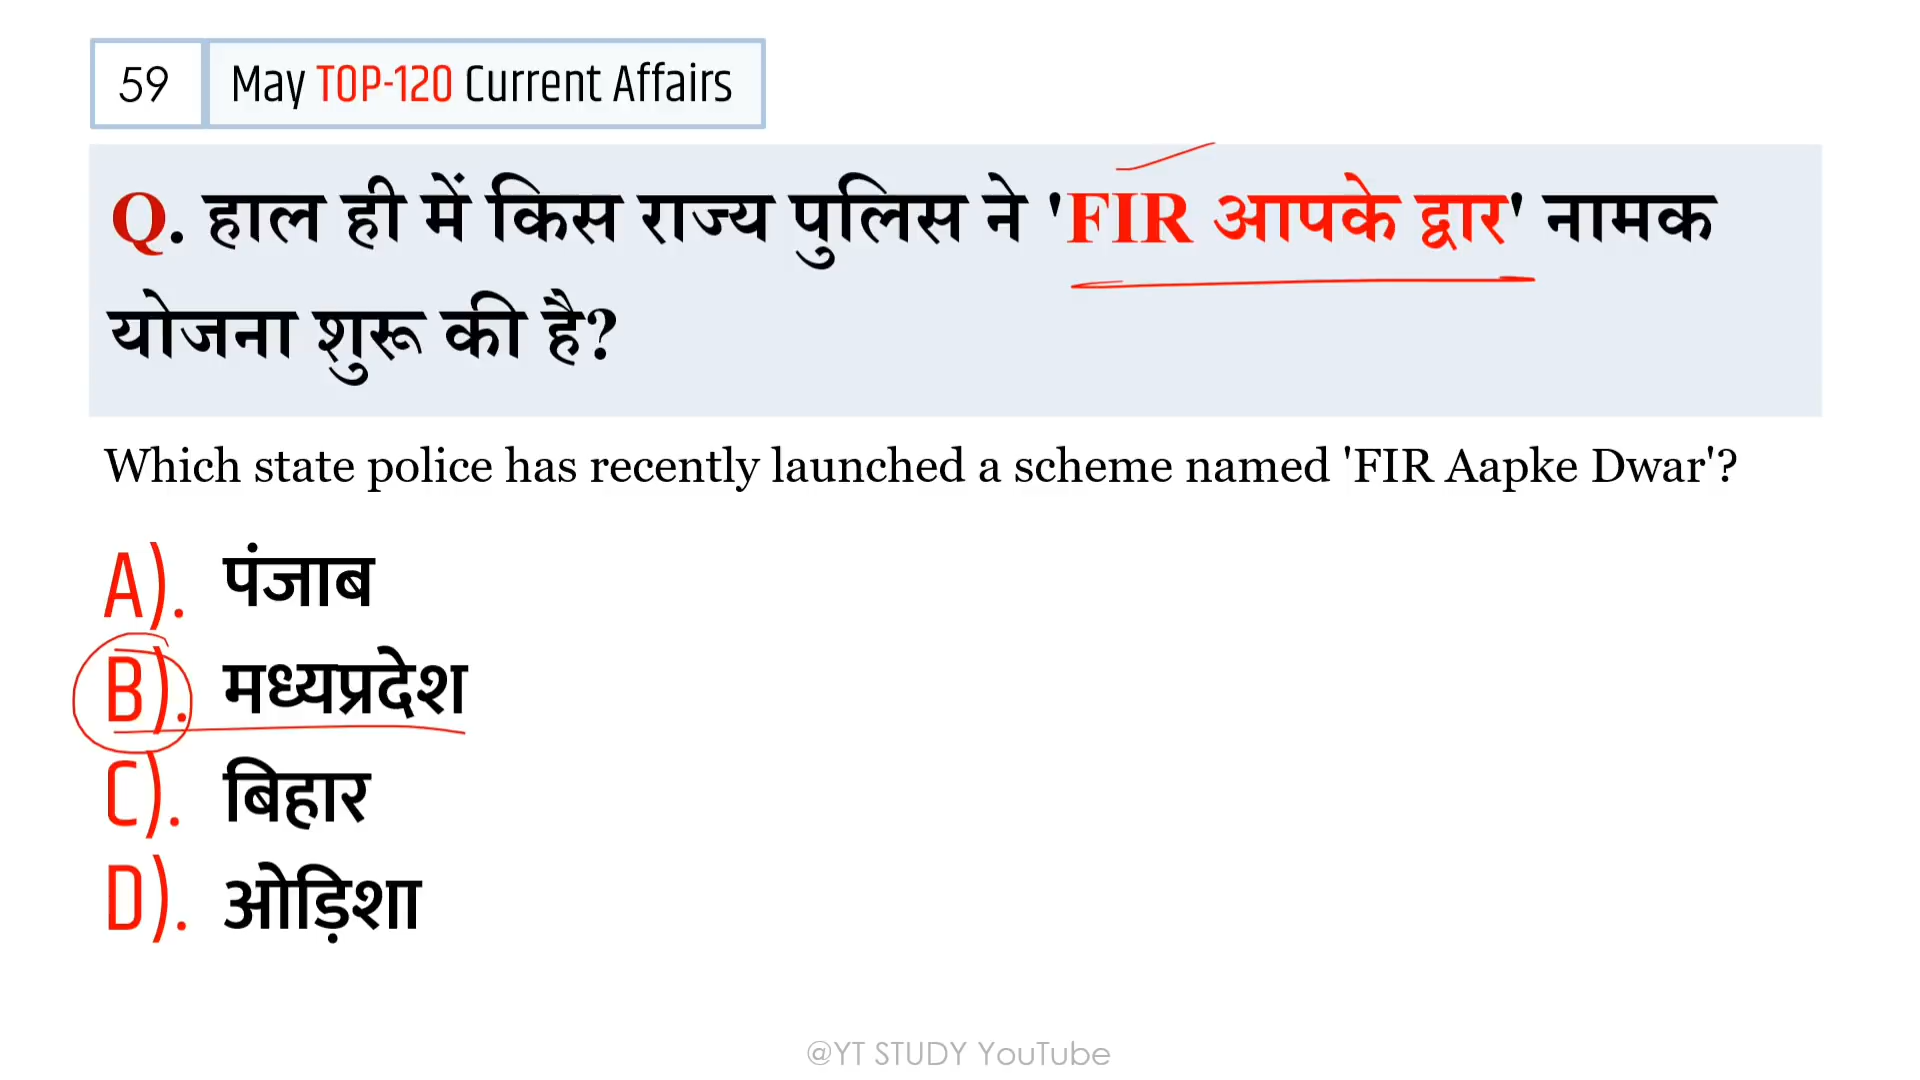 59 May TOP-120 Current Affairs
Q. हाल ही में किस राज्य पुलिस ने 'FIR आपके द्वार' नामक
योजना शुरू की है?
Which state police has recently launched a scheme named 'FIR Aapke Dwar'?
A). पंजाब
B). मध्यप्रदेश
C). बिहार
D). ओड़िशा
@YT STUDY YouTube